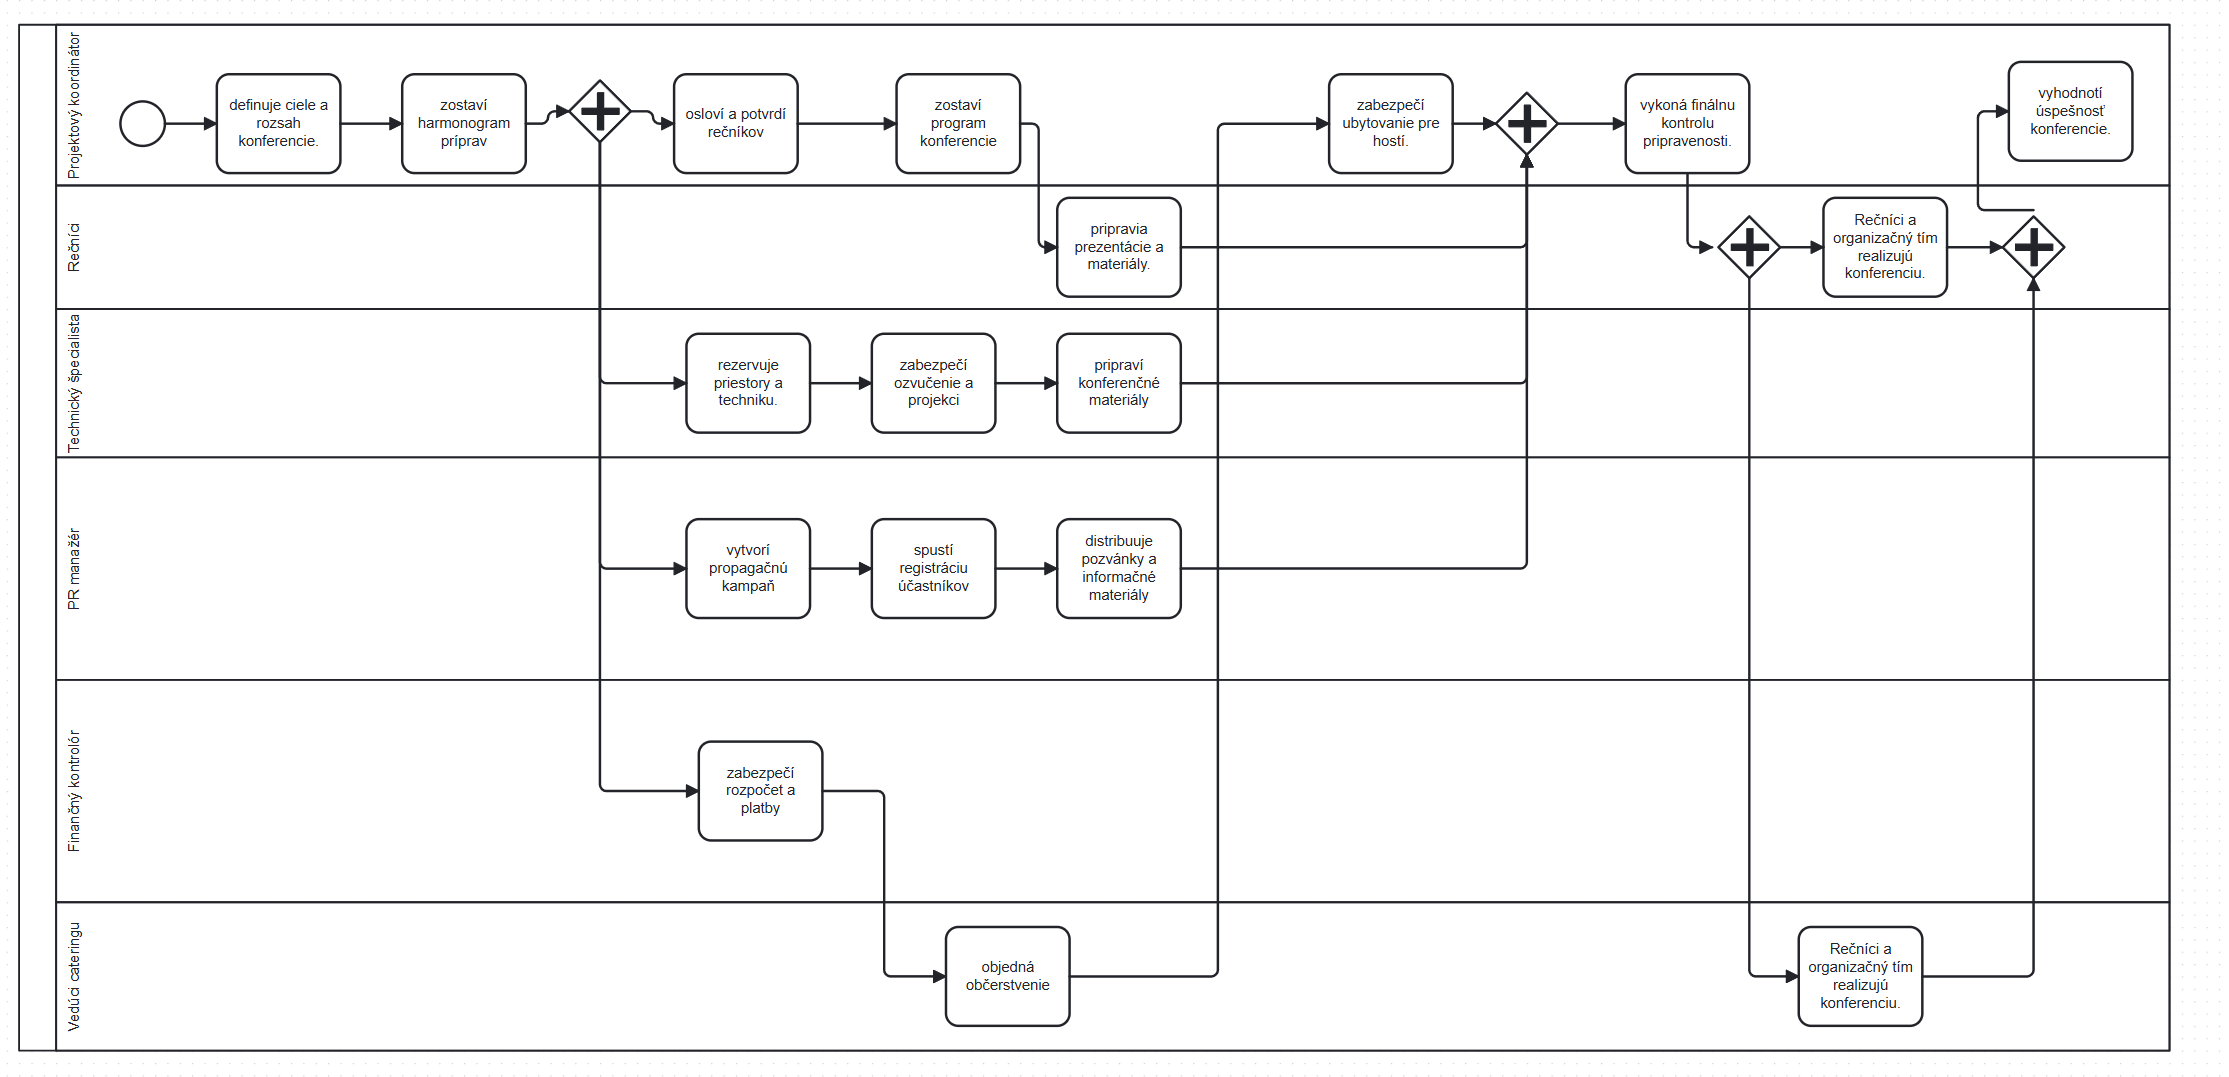 Projektový koordinátor
definuje ciele a
rozsah
konferencie.
zostaví
harmonogram
príprav
osloví a potvrdí
rečníkov
zostaví
program
konferencie
zabezpečí
ubytovanie pre
hostí.
vykoná finálnu
kontrolu
pripravenosti.
vyhodnotí
úspešnosť
konferencie.
Rečníci
pripravia
prezentácie a
materiály.
Rečníci a
organizačný tím
realizujú
konferenciu.
Technický špecialista
rezervuje
priestory a
techniku.
zabezpečí
ozvučenie a
projekci
pripraví
konferenčné
materiály
PR manažér
vytvorí
propagačnú
kampaň
spustí
registráciu
účastníkov
distribuuje
pozvánky a
informačné
materiály
Finančný kontrolór
zabezpečí
rozpočet a
platby
Vedúci cateringu
objedná
občerstvenie
Rečníci a
organizačný tím
realizujú
konferenciu.